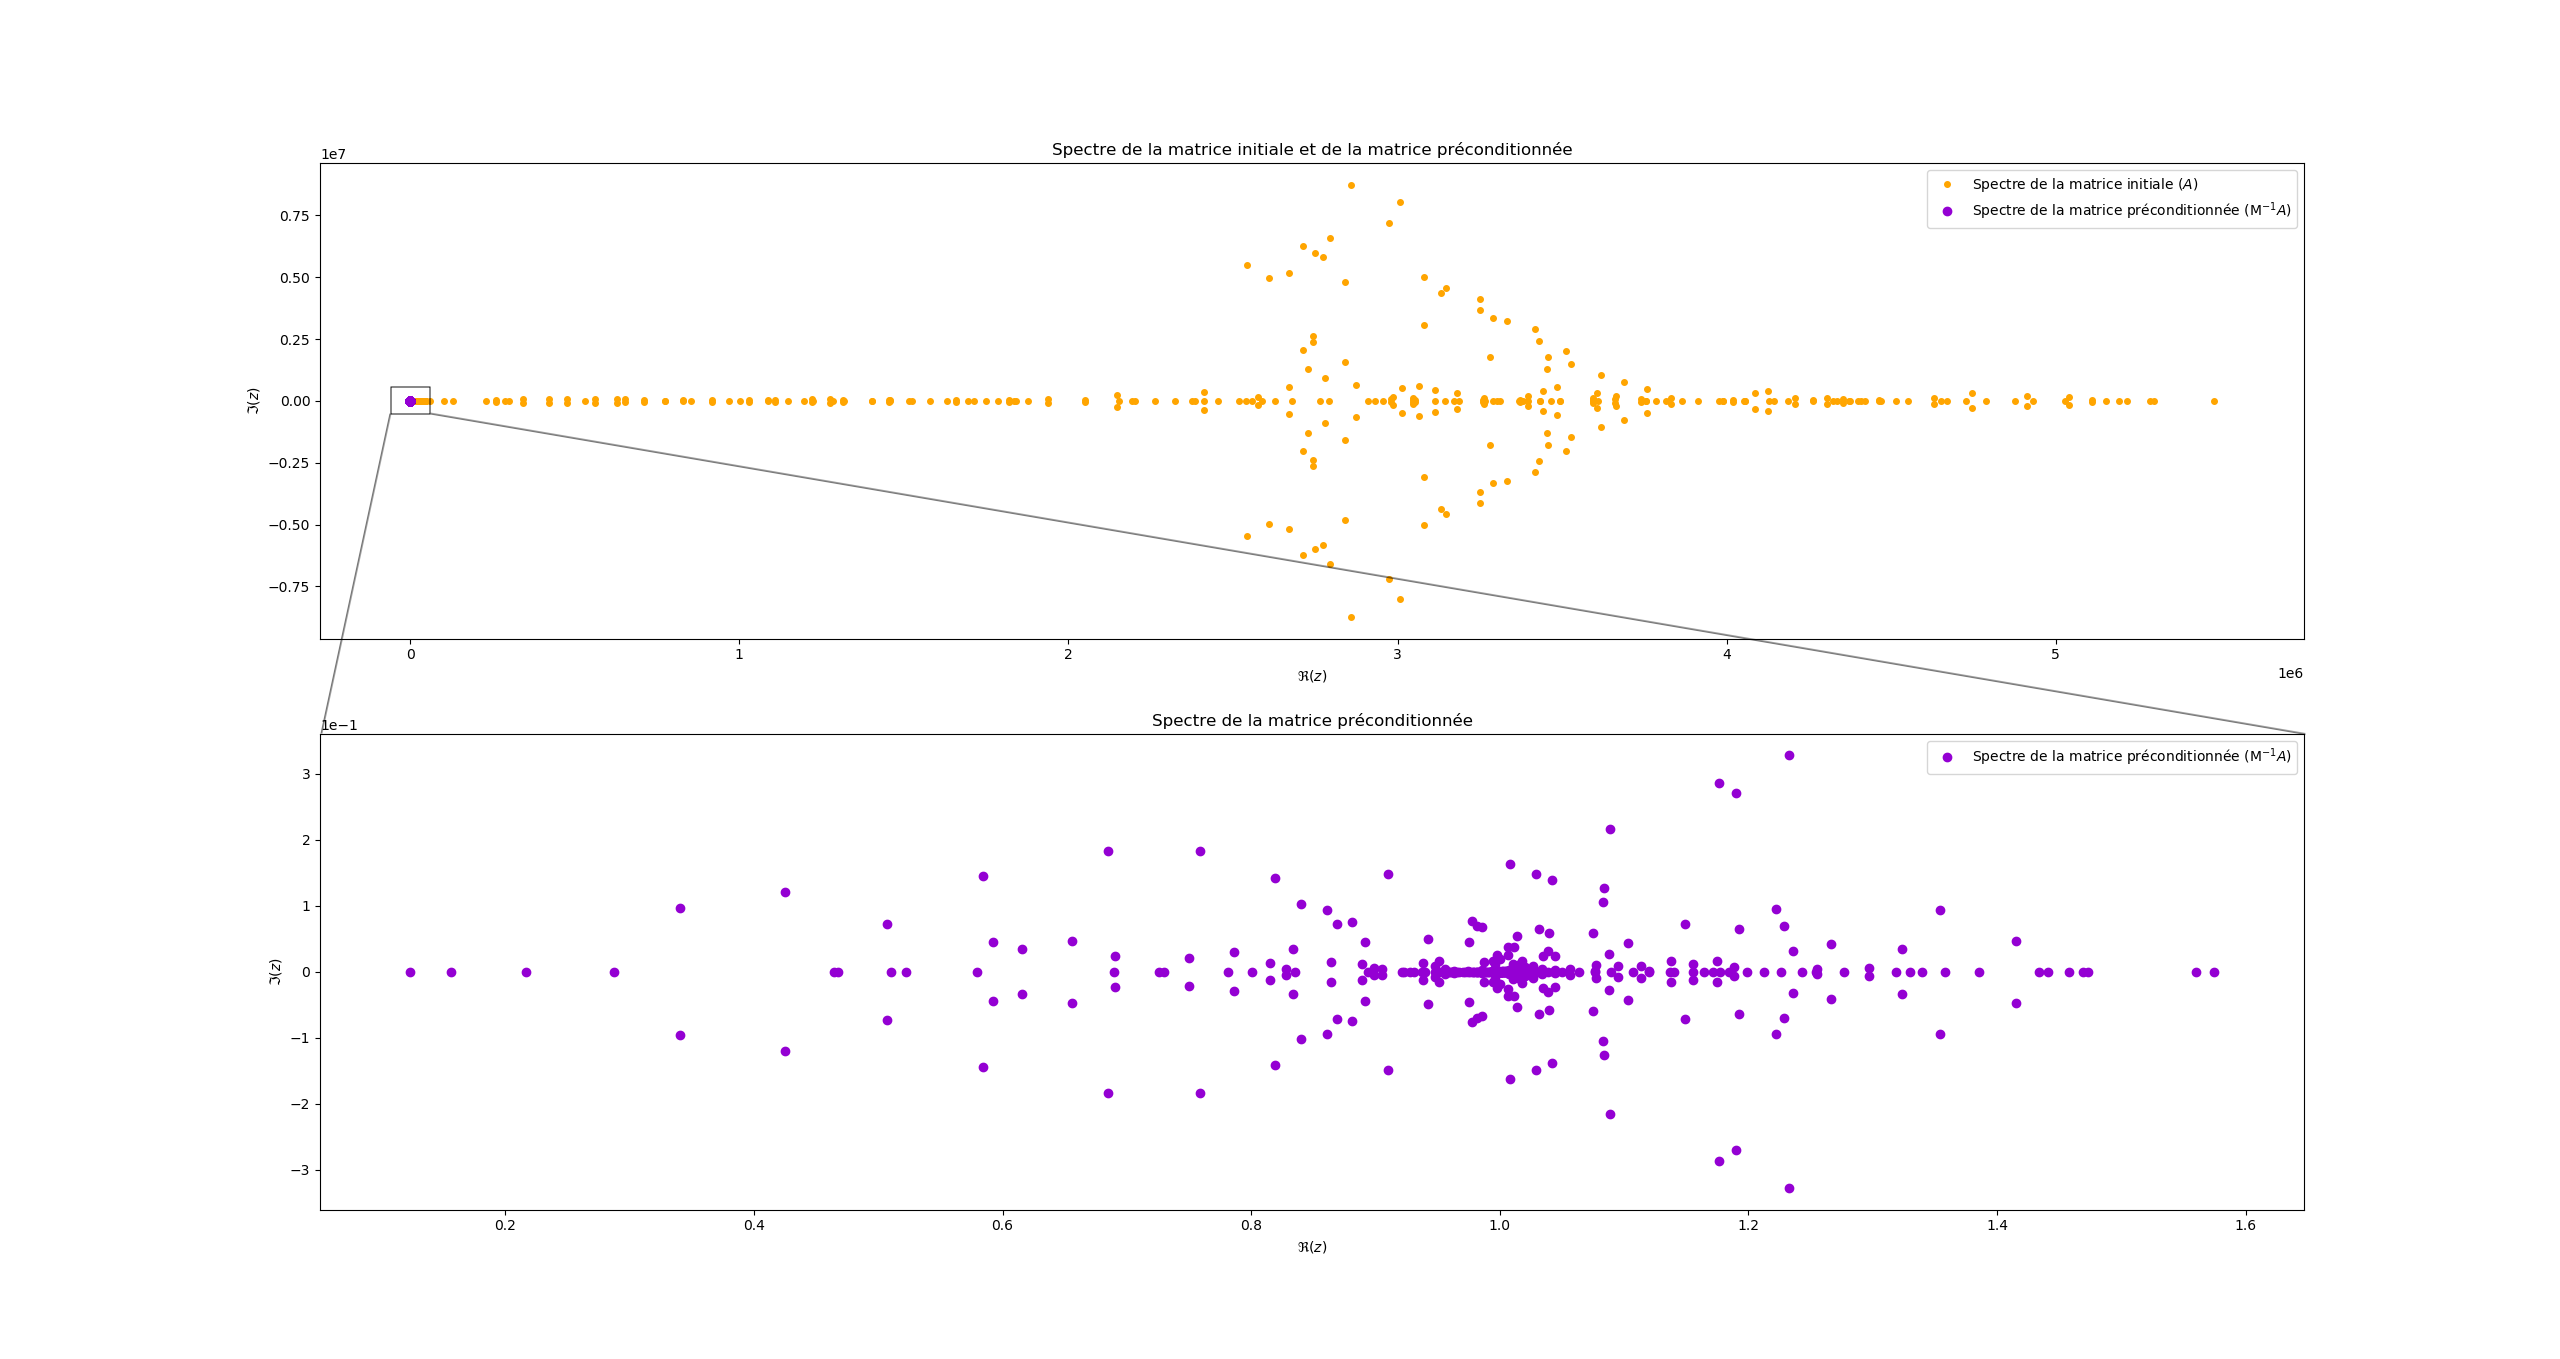 Spectre de la matrice initiale et de la matrice préconditionnée
1e7
Spectre de la matrice initiale (A)
Spectre de la matrice préconditionnée (M⁻¹A)
0.75
0.50
0.25
0.00
−0.25
−0.50
−0.75
ℑ(z)
0 1 2 3 4 5
1e6
ℜ(z)
Spectre de la matrice préconditionnée
1e−1
Spectre de la matrice préconditionnée (M⁻¹A)
3
2
1
0
−1
−2
−3
ℑ(z)
0.2 0.4 0.6 0.8 1.0 1.2 1.4 1.6
ℜ(z)